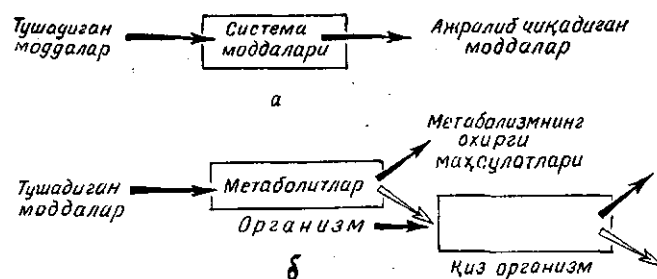 Тушадиган
моддалар
Система
моддалари
Ажралиб чиқадиган
моддалар
а
Метаболизмнинг
охирги
маҳсулотлари
Тушадиган
моддалар
Метаболитлар
Организм
б
Қиз организм